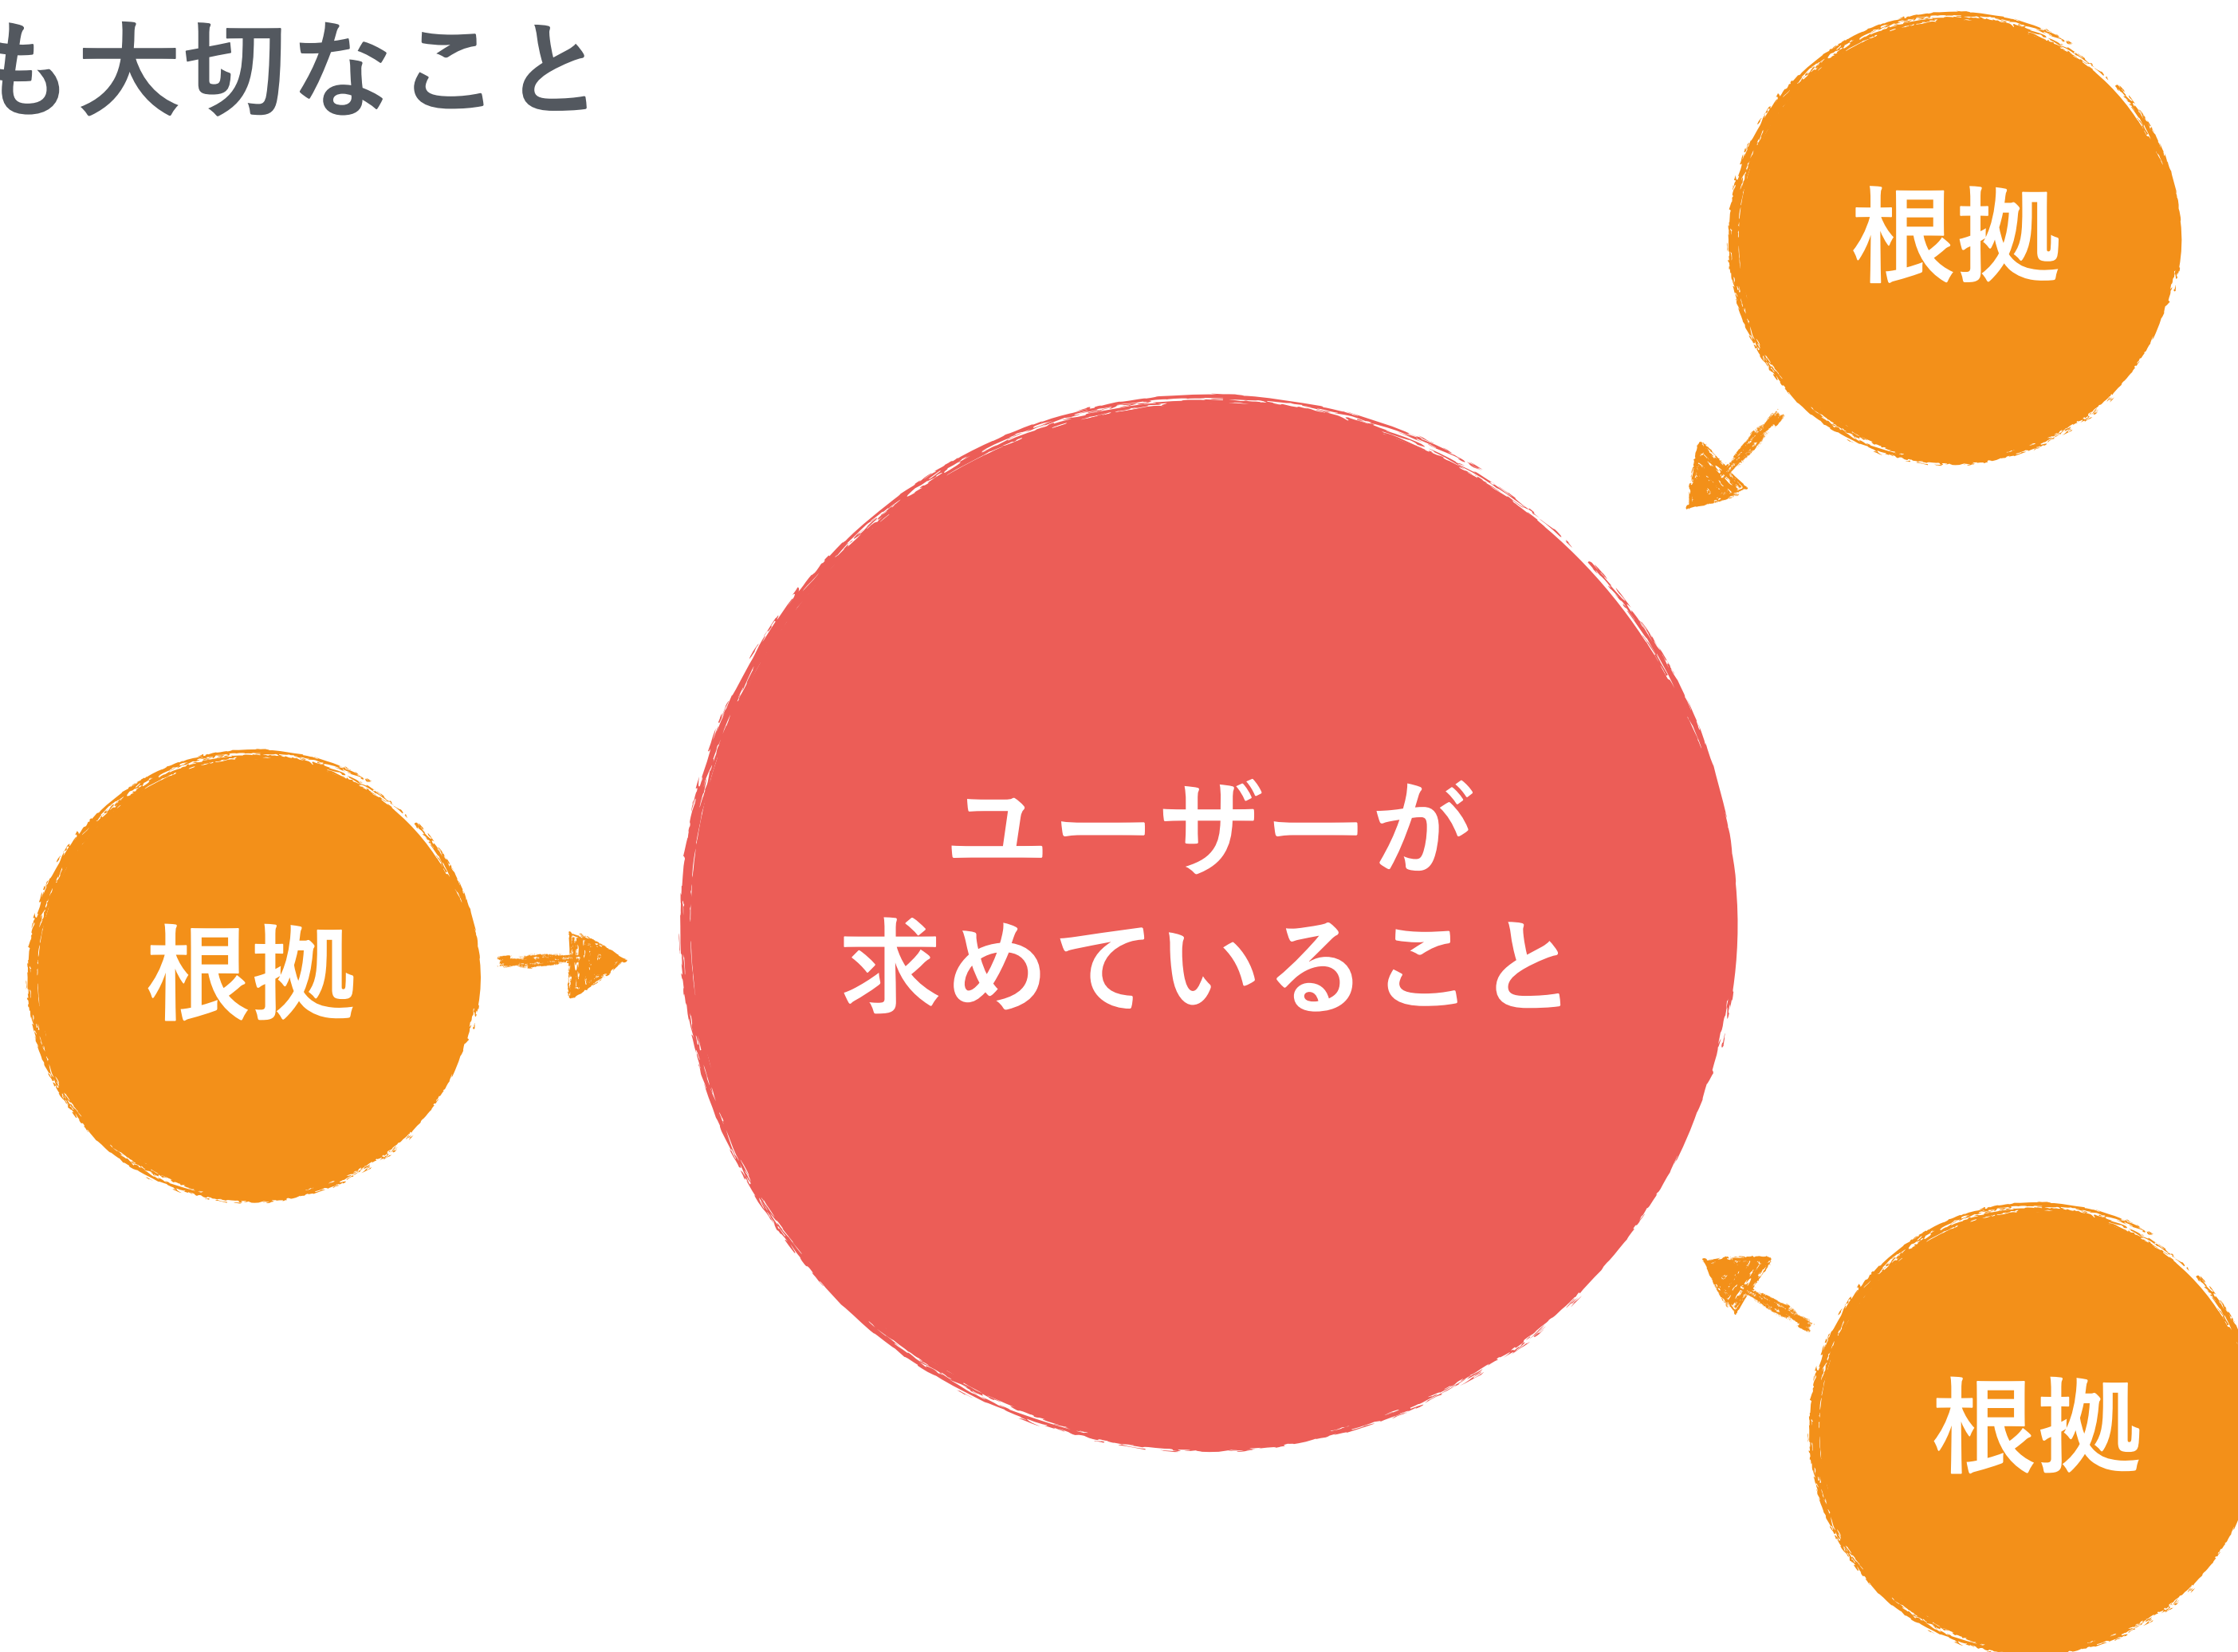 も大切なこと
根拠
ユーザーが
求めていること
根拠
根拠